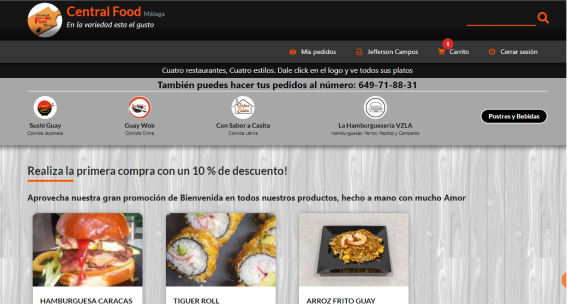 Central Food Málaga
En la variedad esta el gusto
Mis pedidos
Jefferson Campos
1
Carrito
Cerrar sesión
Cuatro restaurantes, Cuatro estilos. Dale click en el logo y ve todos sus platos
También puedes hacer tus pedidos al número: 649-71-88-31
Sushi Guay
Comida Japonesa
Guay Wok
Comida China
Con Sabor a Casita
Comida Latina
La Hamburguesería VZLA
Hamburguesas, Perros, Pepitos y Camperos
Postres y Bebidas
Realiza la primera compra con un 10 % de descuento!
Aprovecha nuestra gran promoción de Bienvenida en todos nuestros productos, hecho a mano con mucho Amor
HAMBURGUESA CARACAS
TIGUER ROLL
ARROZ FRITO GUAY